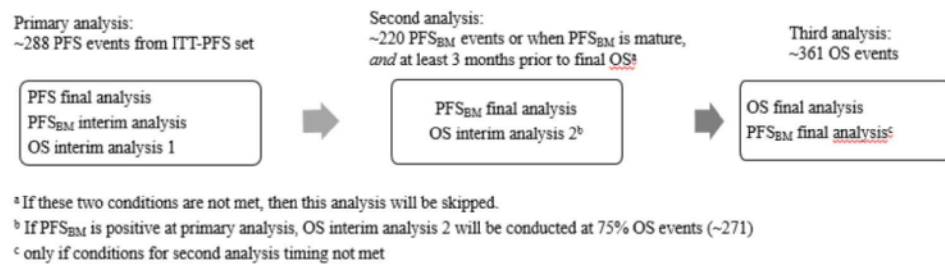 Primary analysis:
~288 PFS events from ITT-PFS set
Second analysis:
~220 PFSBM events or when PFSBM is mature,
and at least 3 months prior to final OSa
Third analysis:
~361 OS events
PFS final analysis
PFSBM interim analysis
OS interim analysis 1
PFSBM final analysis
OS interim analysis 2b
OS final analysis
PFSBM final analysisc
a If these two conditions are not met, then this analysis will be skipped.
b If PFSBM is positive at primary analysis, OS interim analysis 2 will be conducted at 75% OS events (~271)
c only if conditions for second analysis timing not met